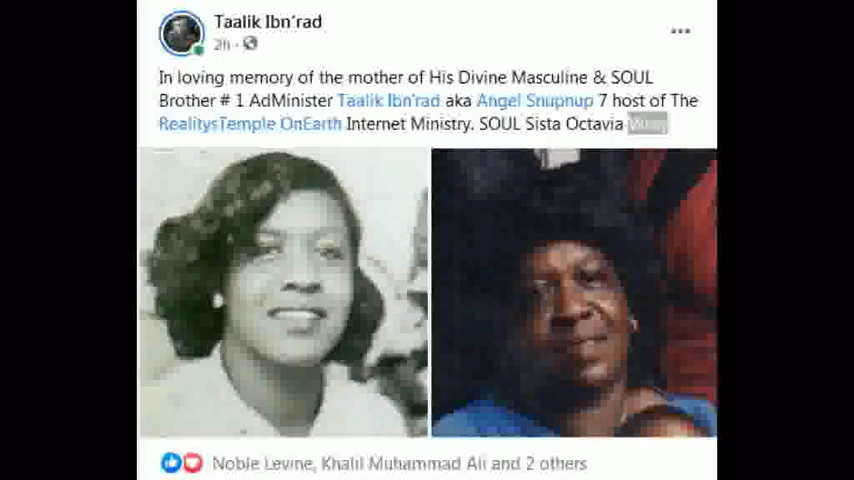 Taalik Ibn'rad
2h ·
In loving memory of the mother of His Divine Masculine & SOUL
Brother # 1 AdMinister Taalik Ibn'rad aka Angel Snupnup 7 host of The
RealitysTemple OnEarth Internet Ministry. SOUL Sista Octavia
Noble Levine, Khalil Muhammad Ali and 2 others